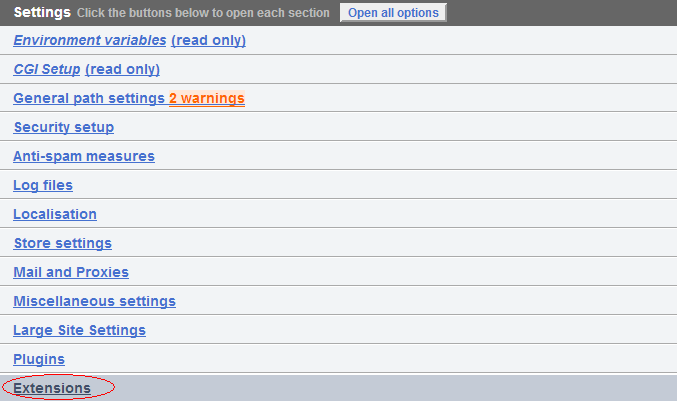 Settings Click the buttons below to open each section Open all options
Environment variables (read only)
CGI Setup (read only)
General path settings 2 warnings
Security setup
Anti-spam measures
Log files
Localisation
Store settings
Mail and Proxies
Miscellaneous settings
Large Site Settings
Plugins
Extensions